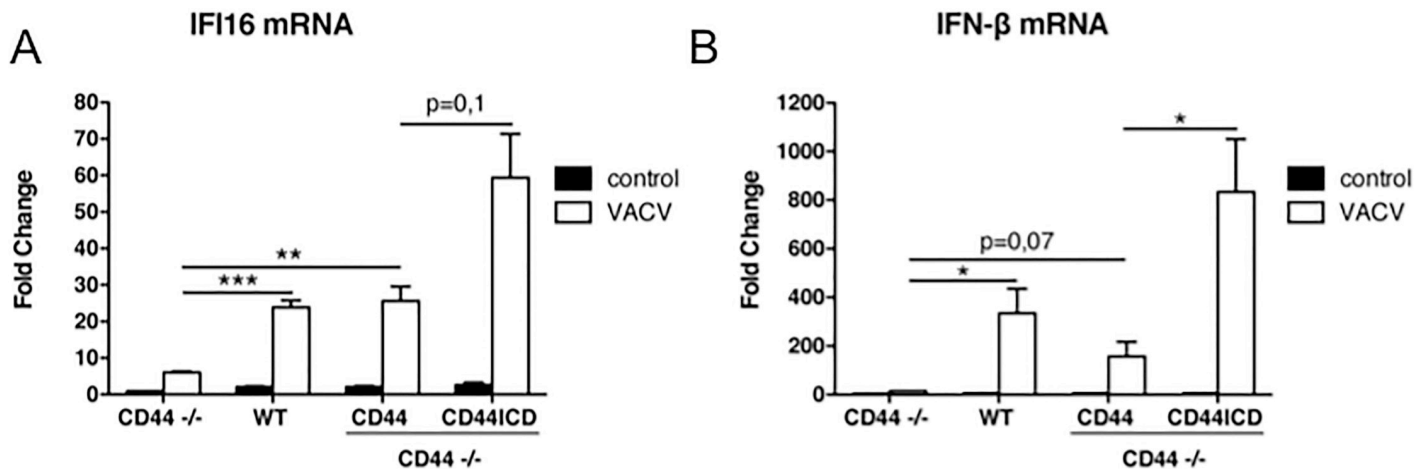 A
IFI16 mRNA
Fold Change
80
70
60
50
40
30
20
10
0
p=0,1
★★
★★★
control
VACV
CD44 -/-
WT
CD44
CD44ICD
CD44 -/-
B
IFN-β mRNA
Fold Change
1200
1000
800
600
400
200
0
★
p=0,07
★
control
VACV
CD44 -/-
WT
CD44
CD44ICD
CD44 -/-